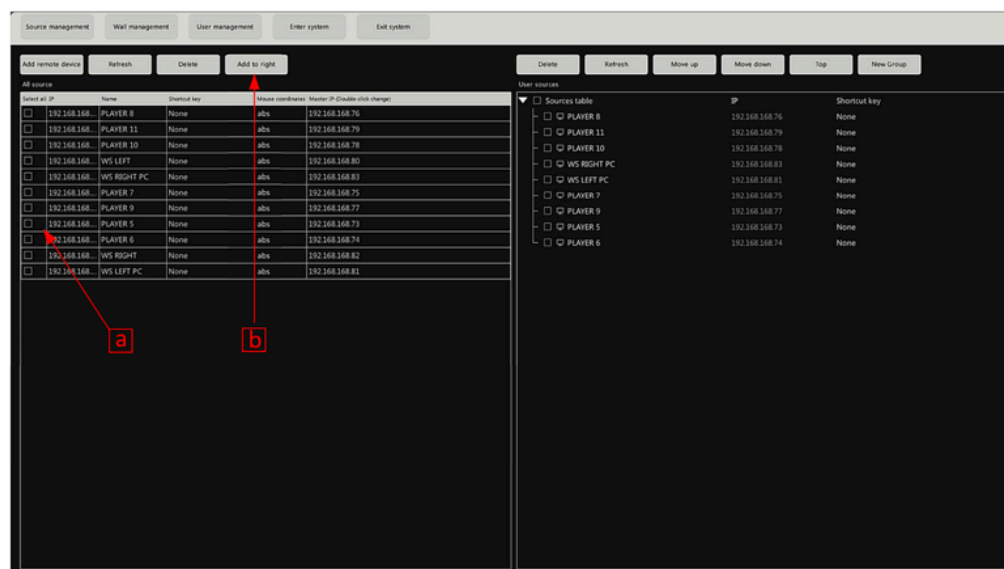 Source management Wall management User management Enter system Exit system
Add remote device Refresh Delete Add to right Delete Refresh Move up Move down Top New Group
All source User sources
Select all IP Name Shortcut key Mouse coordinates Master IP-(Double-click change) Sources table IP Shortcut key
192.168.168... PLAYER 8 None abs 192.168.168.76 PLAYER 8 192.168.168.76 None
192.168.168... PLAYER 11 None abs 192.168.168.79 PLAYER 11 192.168.168.79 None
192.168.168... PLAYER 10 None abs 192.168.168.78 PLAYER 10 192.168.168.78 None
192.168.168... WS LEFT None abs 192.168.168.80 WS RIGHT PC 192.168.168.83 None
192.168.168... WS RIGHT PC None abs 192.168.168.83 WS LEFT PC 192.168.168.81 None
192.168.168... PLAYER 7 None abs 192.168.168.75 PLAYER 7 192.168.168.75 None
192.168.168... PLAYER 9 None abs 192.168.168.77 PLAYER 9 192.168.168.77 None
192.168.168... PLAYER 5 None abs 192.168.168.73 PLAYER 5 192.168.168.73 None
192.168.168... PLAYER 6 None abs 192.168.168.74 PLAYER 6 192.168.168.74 None
192.168.168... WS RIGHT None abs 192.168.168.82
192.168.168... WS LEFT PC None abs 192.168.168.81
a b